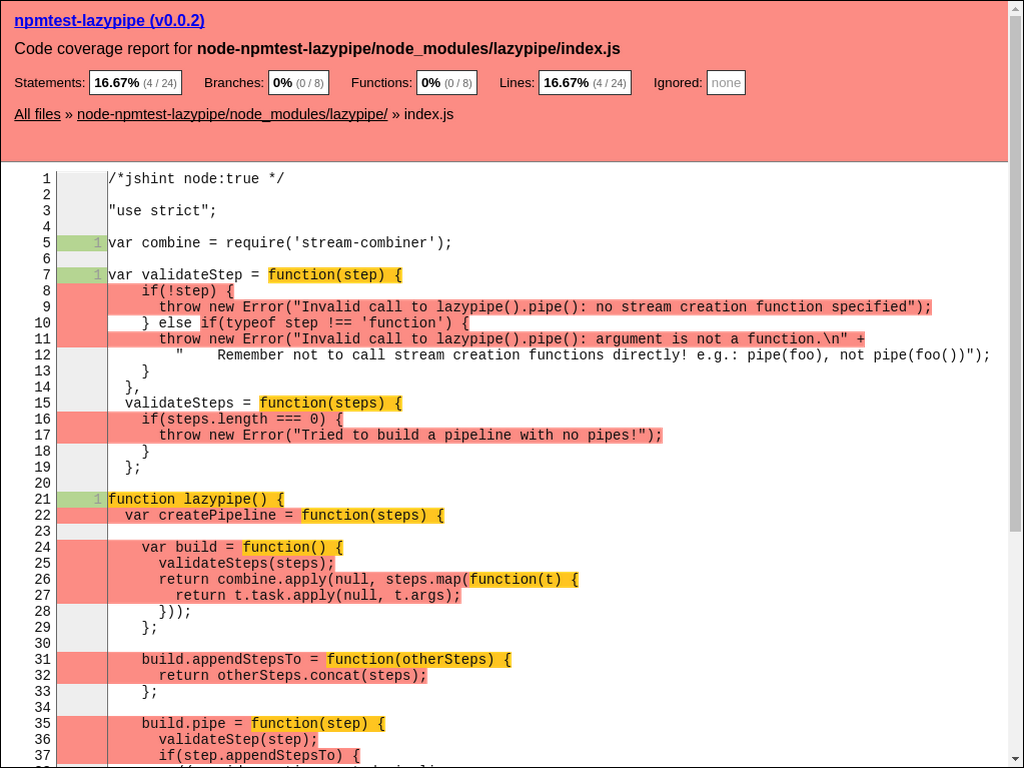 npmtest-lazypipe (v0.0.2)
Code coverage report for node-npmtest-lazypipe/node_modules/lazypipe/index.js
Statements: 16.67% (4 / 24) Branches: 0% (0 / 8) Functions: 0% (0 / 8) Lines: 16.67% (4 / 24) Ignored: none
All files » node-npmtest-lazypipe/node_modules/lazypipe/ » index.js
1 /*jshint node:true */
2
3 "use strict";
4
5 1 var combine = require('stream-combiner');
6
7 1 var validateStep = function(step) {
8     if(!step) {
9       throw new Error("Invalid call to lazypipe().pipe(): no stream creation function specified");
10     } else if(typeof step !== 'function') {
11       throw new Error("Invalid call to lazypipe().pipe(): argument is not a function.\n" +
12         "    Remember not to call stream creation functions directly! e.g.: pipe(foo), not pipe(foo())");
13     }
14   },
15   validateSteps = function(steps) {
16     if(steps.length === 0) {
17       throw new Error("Tried to build a pipeline with no pipes!");
18     }
19   };
20
21 1 function lazypipe() {
22   var createPipeline = function(steps) {
23
24     var build = function() {
25       validateSteps(steps);
26       return combine.apply(null, steps.map(function(t) {
27         return t.task.apply(null, t.args);
28       }));
29     };
30
31     build.appendStepsTo = function(otherSteps) {
32       return otherSteps.concat(steps);
33     };
34
35     build.pipe = function(step) {
36       validateStep(step);
37       if(step.appendStepsTo) {